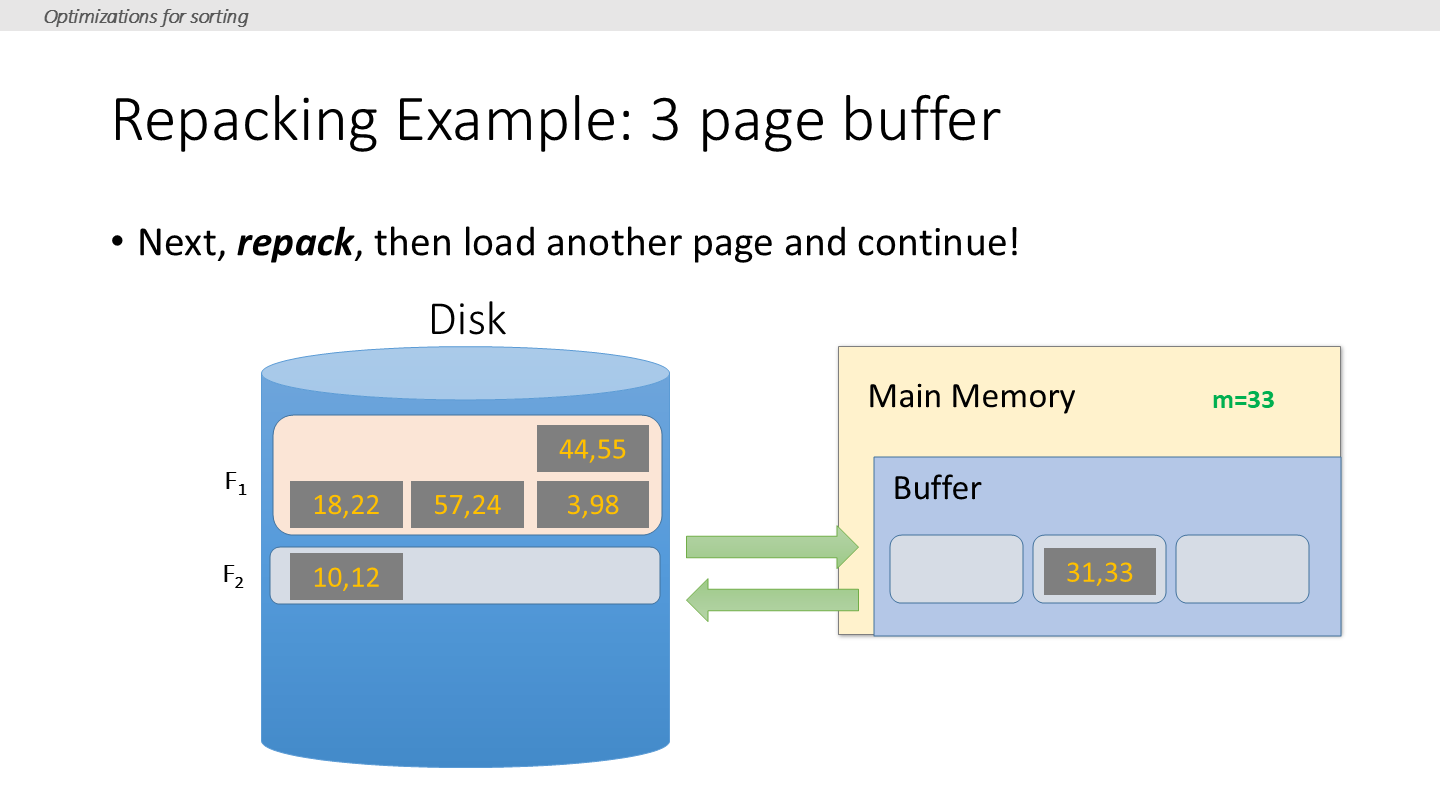 Optimizations for sorting
Repacking Example: 3 page buffer
• Next, repack, then load another page and continue!
Disk
F1
44,55
18,22 57,24 3,98
F2
10,12
Main Memory
m=33
Buffer
31,33